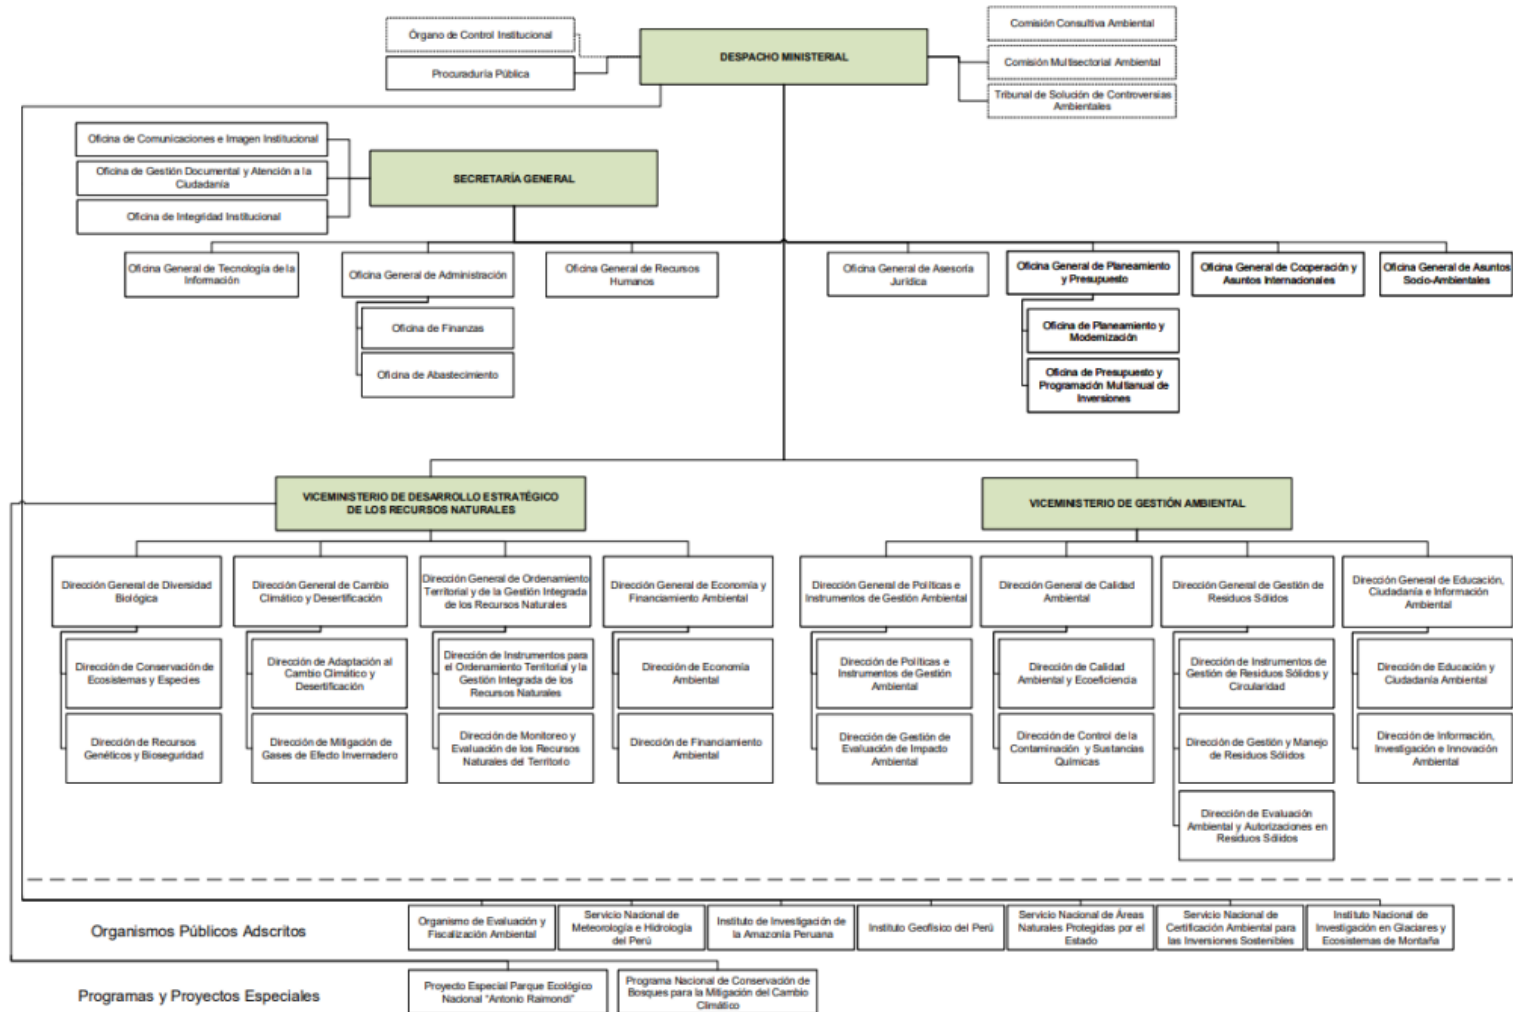 Órgano de Control Institucional
Procuraduría Pública
DESPACHO MINISTERIAL
Comisión Consultiva Ambiental
Comisión Multisectorial Ambiental
Tribunal de Solución de Controversias
Ambientales
Oficina de Comunicaciones e Imagen Institucional
Oficina de Gestión Documental y Atención a la
Ciudadanía
Oficina de Integridad Institucional
SECRETARÍA GENERAL
Oficina General de Tecnología de la
Información
Oficina General de Administración
Oficina de Finanzas
Oficina de Abastecimiento
Oficina General de Recursos
Humanos
Oficina General de Asesoría
Jurídica
Oficina General de Planeamiento
y Presupuesto
Oficina de Planeamiento y
Modernización
Oficina de Presupuesto y
Programación Multianual de
Inversiones
Oficina General de Cooperación y
Asuntos Internacionales
Oficina General de Asuntos
Socio-Ambientales
VICEMINISTERIO DE DESARROLLO ESTRATÉGICO
DE LOS RECURSOS NATURALES
VICEMINISTERIO DE GESTIÓN AMBIENTAL
Dirección General de Diversidad
Biológica
Dirección de Conservación de
Ecosistemas y Especies
Dirección de Recursos
Genéticos y Bioseguridad
Dirección General de Cambio
Climático y Desertificación
Dirección de Adaptación al
Cambio Climático y
Desertificación
Dirección de Mitigación de
Gases de Efecto Invernadero
Dirección General de Ordenamiento
Territorial y de la Gestión Integrada
de los Recursos Naturales
Dirección de Instrumentos para
el Ordenamiento Territorial y la
Gestión Integrada de los
Recursos Naturales
Dirección de Monitoreo y
Evaluación de los Recursos
Naturales del Territorio
Dirección General de Economía y
Financiamiento Ambiental
Dirección de Economía
Ambiental
Dirección de Financiamiento
Ambiental
Dirección General de Políticas e
Instrumentos de Gestión Ambiental
Dirección de Políticas e
Instrumentos de Gestión
Ambiental
Dirección de Gestión de
Evaluación de Impacto
Ambiental
Dirección General de Calidad
Ambiental
Dirección de Calidad
Ambiental y Ecoeficiencia
Dirección de Control de la
Contaminación y Sustancias
Químicas
Dirección General de Gestión de
Residuos Sólidos
Dirección de Instrumentos de
Gestión de Residuos Sólidos y
Circularidad
Dirección de Gestión y Manejo
de Residuos Sólidos
Dirección de Evaluación
Ambiental y Autorizaciones en
Residuos Sólidos
Dirección General de Educación,
Ciudadanía e Información
Ambiental
Dirección de Educación y
Ciudadanía Ambiental
Dirección de Información,
Investigación e Innovación
Ambiental
Organismos Públicos Adscritos
Organismo de Evaluación y
Fiscalización Ambiental
Servicio Nacional de
Meteorología e Hidrología
del Perú
Instituto de Investigación de
la Amazonía Peruana
Instituto Geofísico del Perú
Servicio Nacional de Áreas
Naturales Protegidas por el
Estado
Servicio Nacional de
Certificación Ambiental para
las Inversiones Sostenibles
Instituto Nacional de
Investigación en Glaciares y
Ecosistemas de Montaña
Programas y Proyectos Especiales
Proyecto Especial Parque Ecológico
Nacional "Antonio Raimondi"
Programa Nacional de Conservación de
Bosques para la Mitigación del Cambio
Climático